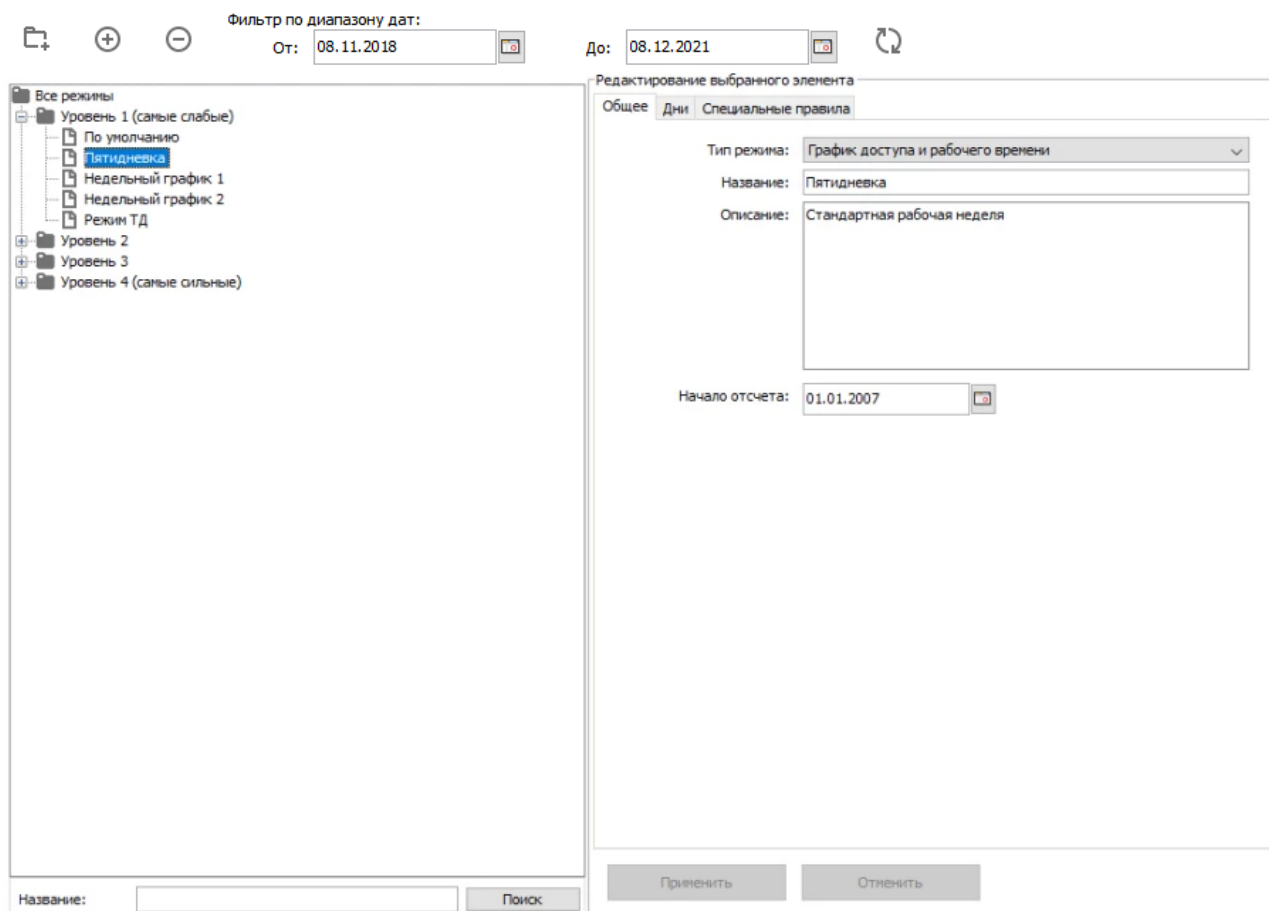 Фильтр по диапазону дат:
От: 08.11.2018 До: 08.12.2021
Все режимы
Уровень 1 (самые слабые)
По умолчанию
Пятидневка
Недельный график 1
Недельный график 2
Режим ТД
Уровень 2
Уровень 3
Уровень 4 (самые сильные)
Название: Поиск
Редактирование выбранного элемента
Общее Дни Специальные правила
Тип режима: График доступа и рабочего времени
Название: Пятидневка
Описание: Стандартная рабочая неделя
Начало отсчета: 01.01.2007
Применить Отменить